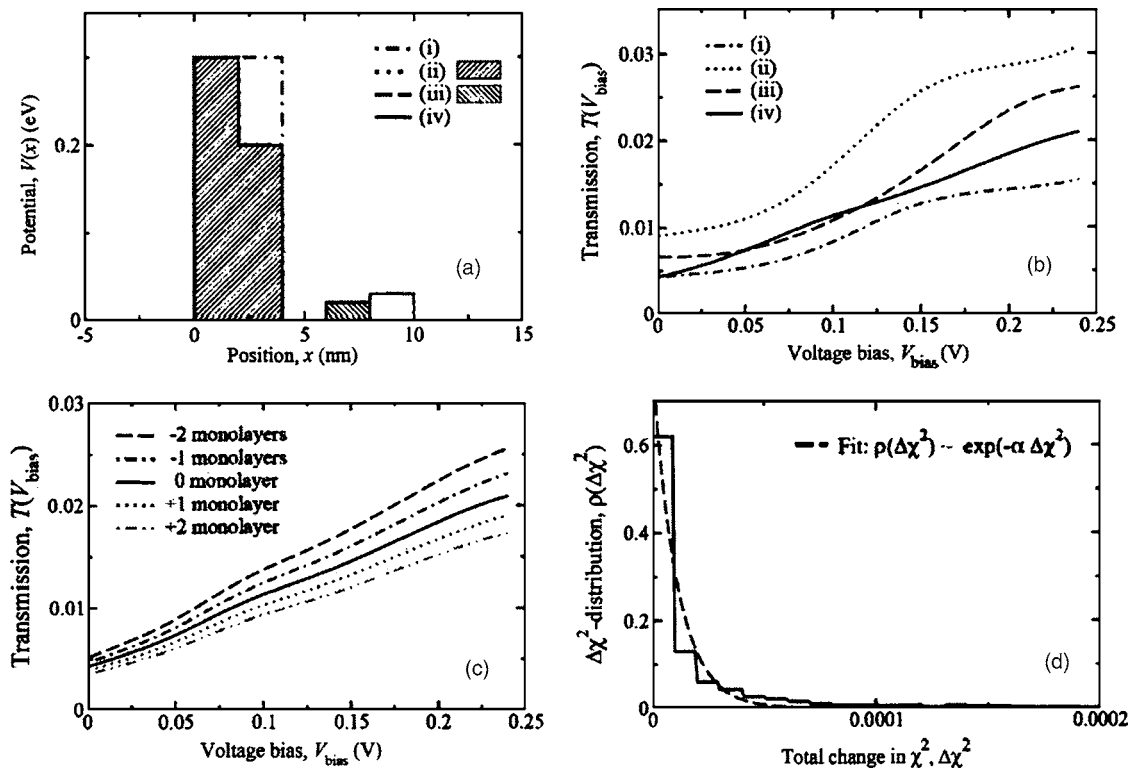 (i)
(ii)
(iii)
(iv)
Potential, V(x) (eV)
0.2
0
(a)
-5
0
5
10
15
Position, x (nm)
(i)
(ii)
(iii)
(iv)
Transmission, T(V_bias)
0.03
0.02
0.01
0
(b)
0
0.05
0.10
0.15
0.2
0.25
Voltage bias, V_bias (V)
-2 monolayers
-1 monolayers
0 monolayer
+1 monolayer
+2 monolayer
Transmission, T(V_bias)
0.03
0.02
0.01
0
(c)
0
0.05
0.1
0.15
0.2
0.25
Voltage bias, V_bias (V)
Fit: ρ(Δχ²) ~ exp(-α Δχ²)
Δχ²-distribution, ρ(Δχ²)
0.6
0.4
0.2
0
(d)
0
0.0001
0.0002
Total change in χ², Δχ²